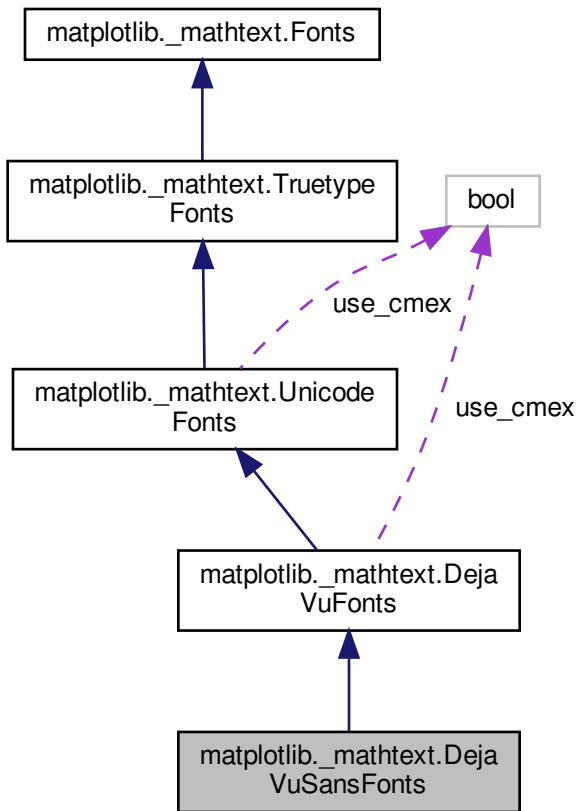 matplotlib._mathtext.Fonts
matplotlib._mathtext.Truetype
Fonts
bool
use_cmex
matplotlib._mathtext.Unicode
Fonts
use_cmex
matplotlib._mathtext.Deja
VuFonts
matplotlib._mathtext.Deja
VuSansFonts